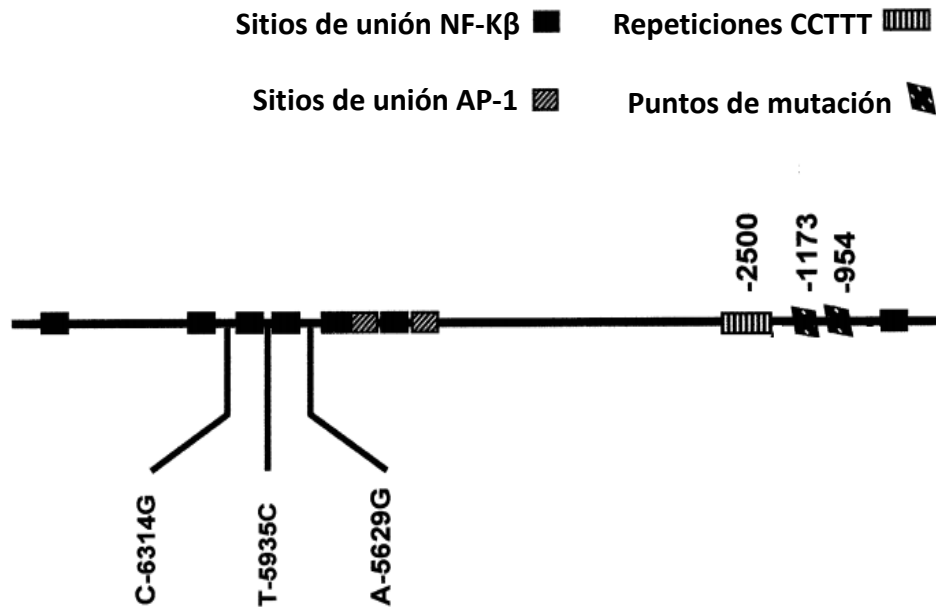 Sitios de unión NF-Kβ
Repeticiones CCTTT
Sitios de unión AP-1
Puntos de mutación
-2500
-1173
-954
C-6314G
T-5935C
A-5629G